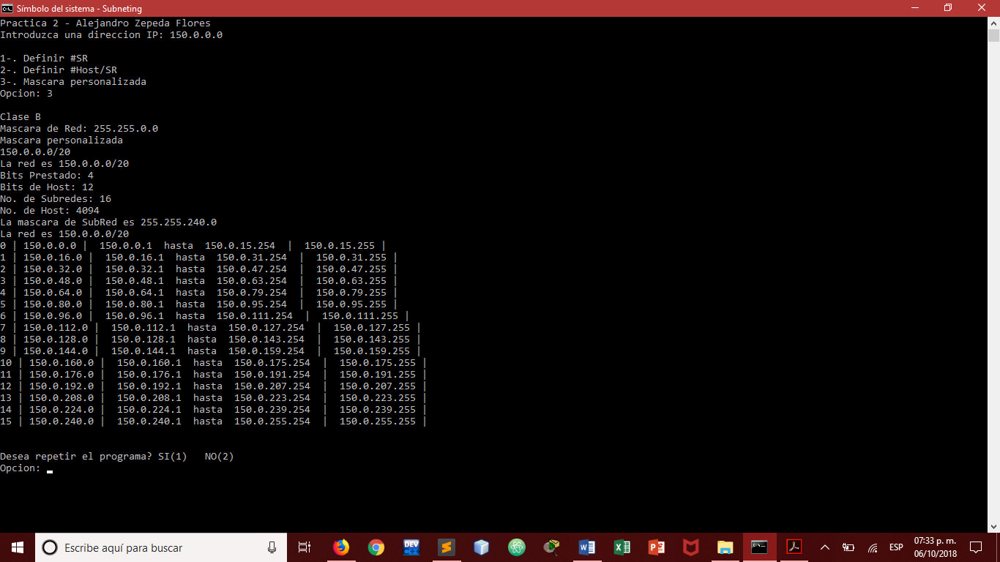 Símbolo del sistema - Subneting
Practica 2 - Alejandro Zepeda Flores
Introduzca una direccion IP: 150.0.0.0
1-. Definir #SR
2-. Definir #Host/SR
3-. Mascara personalizada
Opcion: 3
Clase B
Mascara de Red: 255.255.0.0
Mascara personalizada
150.0.0.0/20
La red es 150.0.0.0/20
Bits Prestado: 4
Bits de Host: 12
No. de Subredes: 16
No. de Host: 4094
La mascara de SubRed es 255.255.240.0
La red es 150.0.0.0/20
0 | 150.0.0.0 |  150.0.0.1  hasta  150.0.15.254  |  150.0.15.255 |
1 | 150.0.16.0 |  150.0.16.1  hasta  150.0.31.254  |  150.0.31.255 |
2 | 150.0.32.0 |  150.0.32.1  hasta  150.0.47.254  |  150.0.47.255 |
3 | 150.0.48.0 |  150.0.48.1  hasta  150.0.63.254  |  150.0.63.255 |
4 | 150.0.64.0 |  150.0.64.1  hasta  150.0.79.254  |  150.0.79.255 |
5 | 150.0.80.0 |  150.0.80.1  hasta  150.0.95.254  |  150.0.95.255 |
6 | 150.0.96.0 |  150.0.96.1  hasta  150.0.111.254  |  150.0.111.255 |
7 | 150.0.112.0 |  150.0.112.1  hasta  150.0.127.254  |  150.0.127.255 |
8 | 150.0.128.0 |  150.0.128.1  hasta  150.0.143.254  |  150.0.143.255 |
9 | 150.0.144.0 |  150.0.144.1  hasta  150.0.159.254  |  150.0.159.255 |
10 | 150.0.160.0 |  150.0.160.1  hasta  150.0.175.254  |  150.0.175.255 |
11 | 150.0.176.0 |  150.0.176.1  hasta  150.0.191.254  |  150.0.191.255 |
12 | 150.0.192.0 |  150.0.192.1  hasta  150.0.207.254  |  150.0.207.255 |
13 | 150.0.208.0 |  150.0.208.1  hasta  150.0.223.254  |  150.0.223.255 |
14 | 150.0.224.0 |  150.0.224.1  hasta  150.0.239.254  |  150.0.239.255 |
15 | 150.0.240.0 |  150.0.240.1  hasta  150.0.255.254  |  150.0.255.255 |
Desea repetir el programa? SI(1)   NO(2)
Opcion:
Escribe aquí para buscar
DEV
ESP
07:33 p. m.
06/10/2018